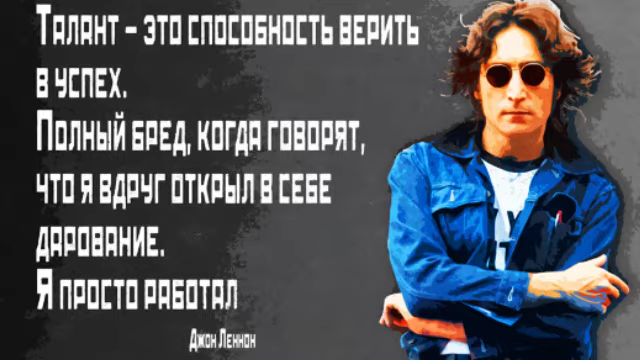 Талант – это способность верить
в успех.
Полный бред, когда говорят,
что я вдруг открыл в себе
дарование.
Я просто работал
Джон Леннон